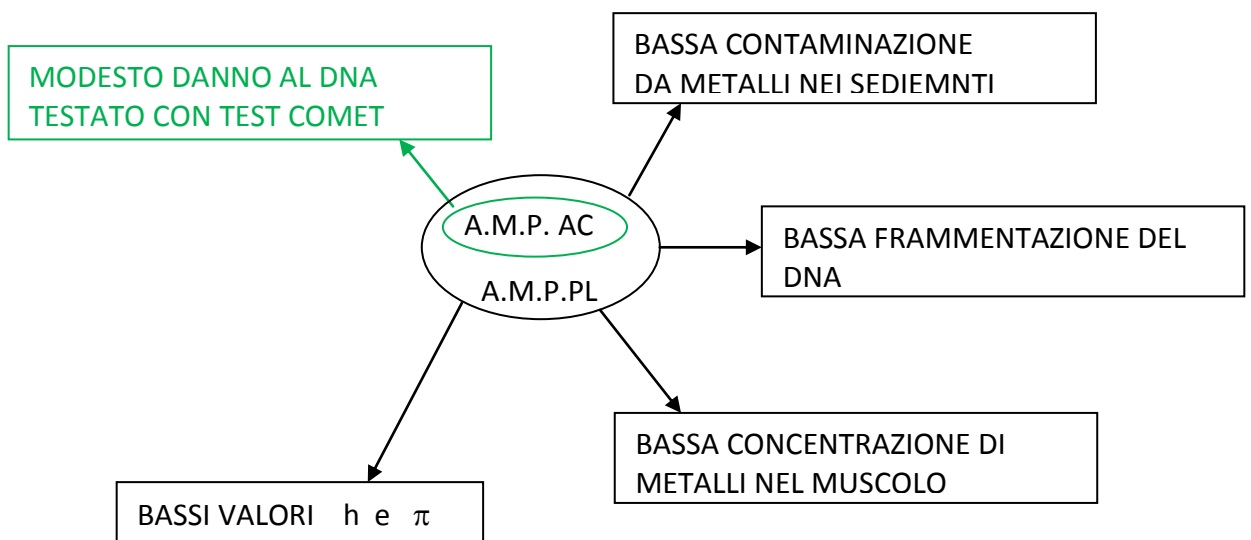 MODESTO DANNO AL DNA
TESTATO CON TEST COMET
BASSA CONTAMINAZIONE
DA METALLI NEI SEDIEMNTI
A.M.P. AC
A.M.P.PL
BASSA FRAMMENTAZIONE DEL
DNA
BASSA CONCENTRAZIONE DI
METALLI NEL MUSCOLO
BASSI VALORI h e π